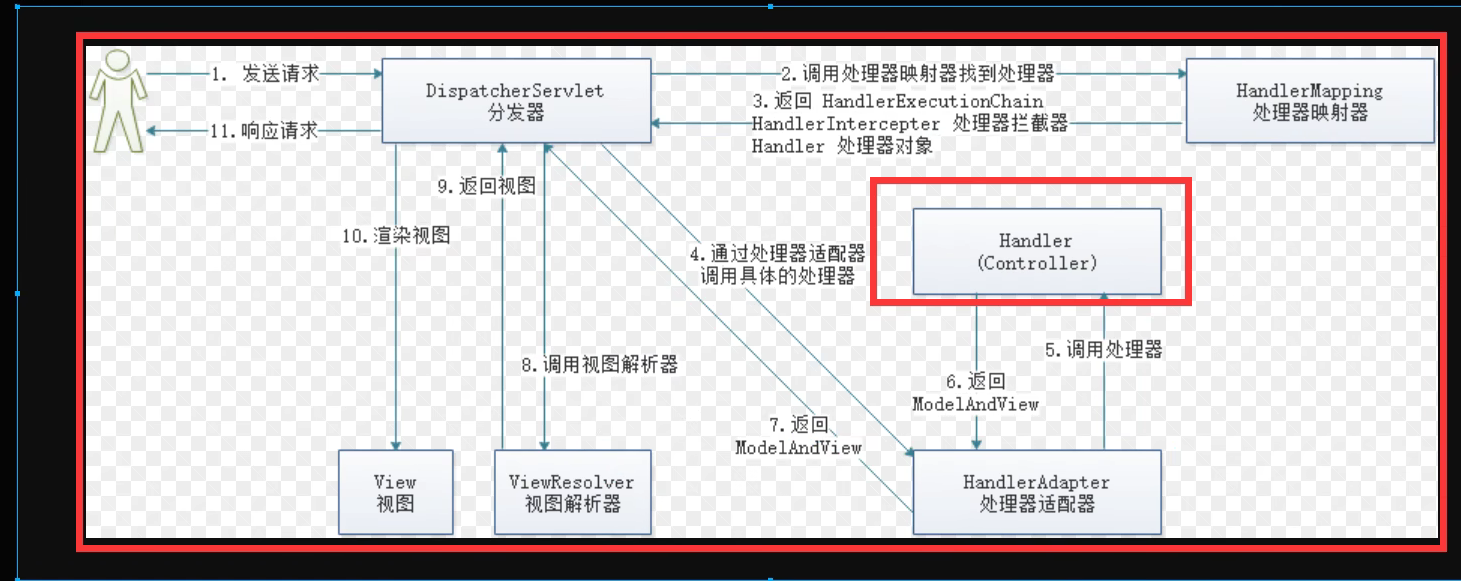 1. 发送请求
DispatcherServlet
分发器
2.调用处理器映射器找到处理器
HandlerMapping
处理器映射器
3.返回 HandlerExecutionChain
HandlerIntercepter 处理器拦截器
Handler 处理器对象
11.响应请求
9.返回视图
10.渲染视图
4.通过处理器适配器
调用具体的处理器
Handler
(Controller)
5.调用处理器
8.调用视图解析器
6.返回
ModelAndView
7.返回
ModelAndView
View
视图
ViewResolver
视图解析器
HandlerAdapter
处理器适配器